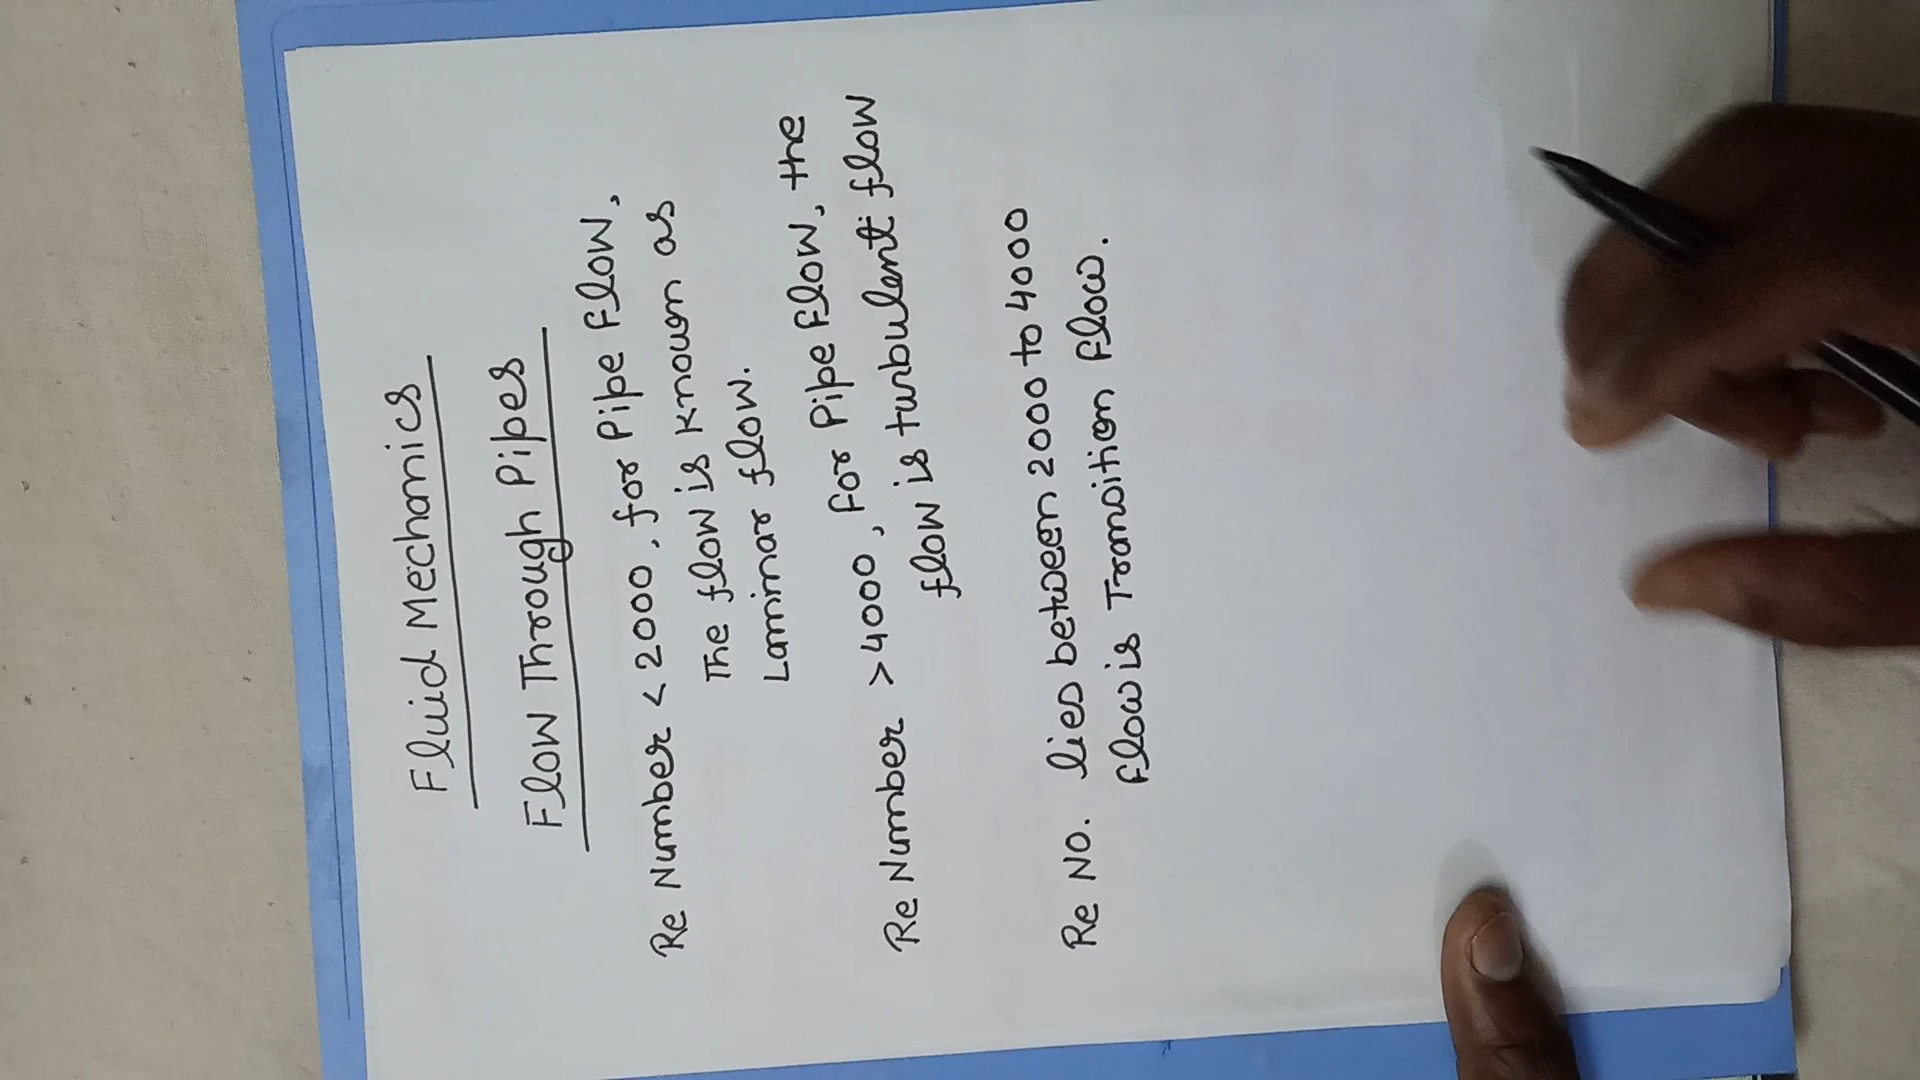 Fluid Mechanics
Flow Through Pipes
Re Number < 2000, for Pipe Flow,
The flow is known as
Laminar flow.
Re Number > 4000, for Pipe Flow, the
flow is turbulent flow
Re No. lies between 2000 to 4000
Flow is Transition Flow.